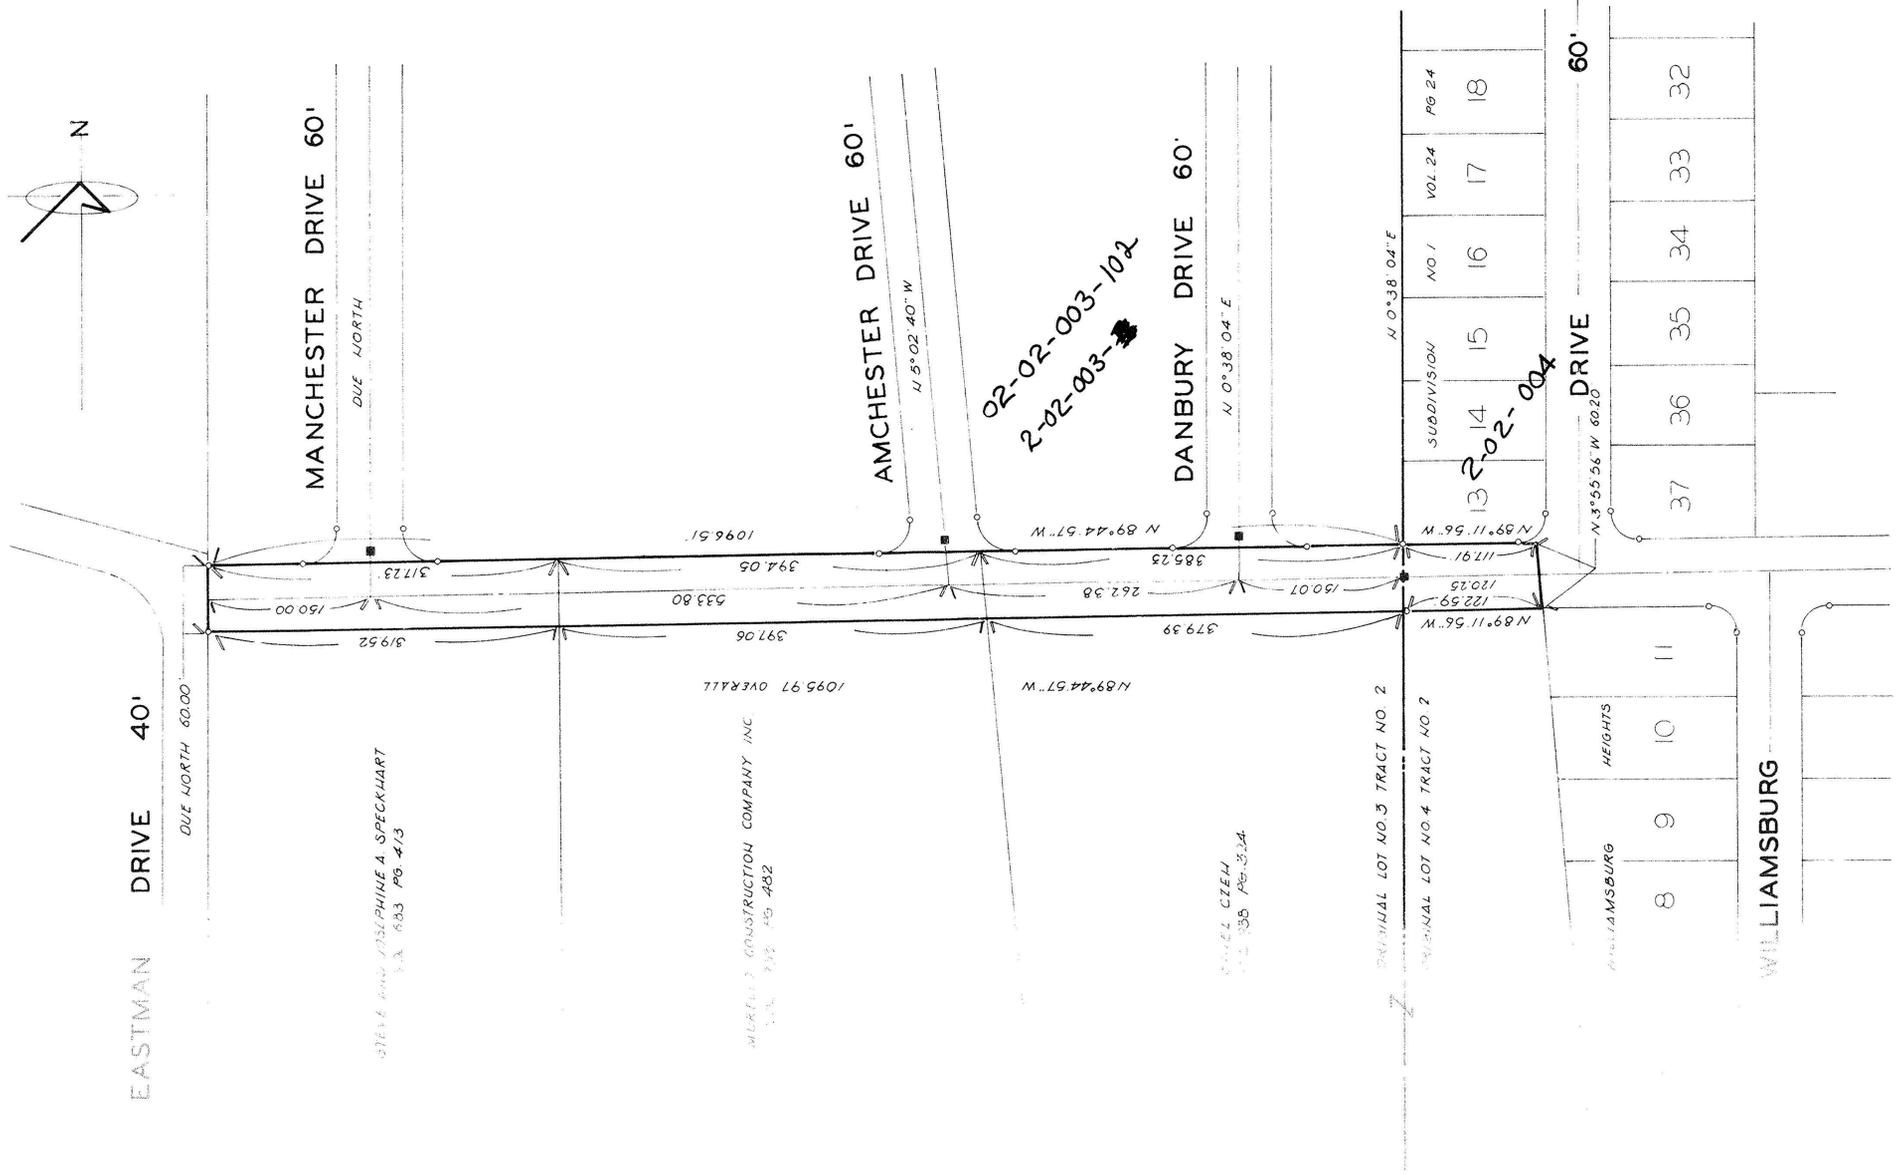 N
EASTMAN DRIVE 40'
DUE NORTH 60.00'
MANCHESTER DRIVE 60'
DUE NORTH
AMCHESTER DRIVE 60'
N 5° 02' 40" W
02-02-003-102
2-02-003-
DANBURY DRIVE 60'
N 0° 38' 04" E
N 0° 38' 04" E
SUBDIVISION NO 1 VOL. 24 PG 24
13
14
15
16
17
18
2-02-004
DRIVE 60'
N 3° 55' 56" W 60.20
37
36
35
34
33
32
1096.51'
N 89° 44' 57" W
N 89° 11' 56" W
317.23'
394.05
385.23
117.91
150.00
533.80
262.38
150.07
120.25
319.52
397.06
379.39
122.59'
N 89° 11' 56" W
1095.97 OVERALL
N 89° 44' 57" W
JOSEPHINE A. SPECKHART
683 PG. 413
CONSTRUCTION COMPANY INC
PG 482
CZEH
PG. 324
ORIGINAL LOT NO. 3 TRACT NO. 2
ORIGINAL LOT NO. 4 TRACT NO. 2
WILLIAMSBURG HEIGHTS
8
9
10
11
WILLIAMSBURG